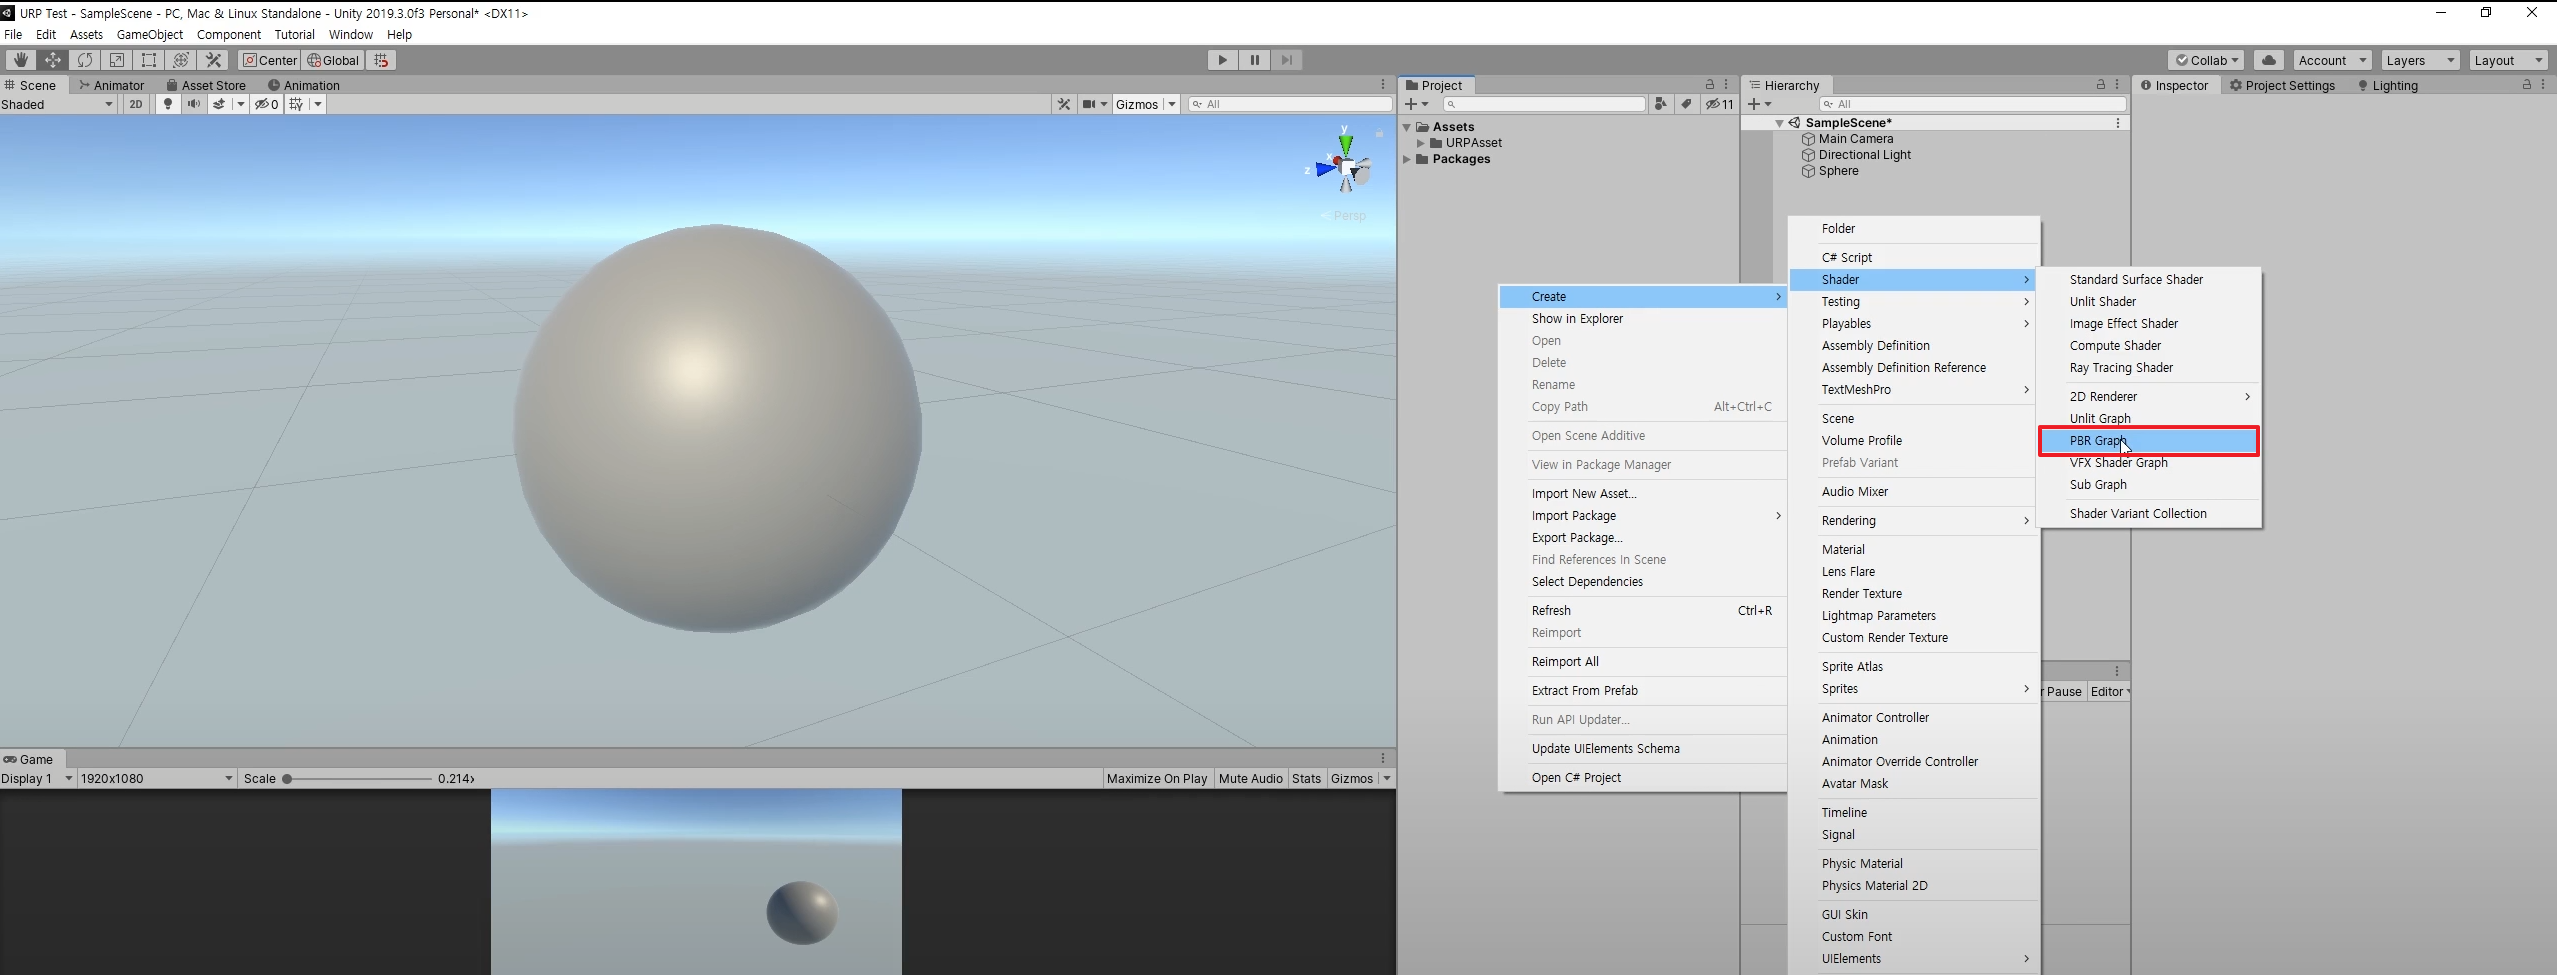 URP Test - SampleScene - PC, Mac & Linux Standalone - Unity 2019.3.0f3 Personal* <DX11>
File Edit Assets GameObject Component Tutorial Window Help
Center Global
Collab Account Layers Layout
Scene Animator Asset Store Animation
Shaded 2D 0 Gizmos All
y
x
z
Persp
Project
11
Assets
URPAsset
Packages
Hierarchy
All
SampleScene*
Main Camera
Directional Light
Sphere
Inspector Project Settings Lighting
Create
Show in Explorer
Open
Delete
Rename
Copy Path Alt+Ctrl+C
Open Scene Additive
View in Package Manager
Import New Asset...
Import Package
Export Package...
Find References In Scene
Select Dependencies
Refresh Ctrl+R
Reimport
Reimport All
Extract From Prefab
Run API Updater...
Update UIElements Schema
Open C# Project
Folder
C# Script
Shader
Testing
Playables
Assembly Definition
Assembly Definition Reference
TextMeshPro
Scene
Volume Profile
Prefab Variant
Audio Mixer
Rendering
Material
Lens Flare
Render Texture
Lightmap Parameters
Custom Render Texture
Sprite Atlas
Sprites
Animator Controller
Animation
Animator Override Controller
Avatar Mask
Timeline
Signal
Physic Material
Physics Material 2D
GUI Skin
Custom Font
UIElements
Standard Surface Shader
Unlit Shader
Image Effect Shader
Compute Shader
Ray Tracing Shader
2D Renderer
Unlit Graph
PBR Graph
VFX Shader Graph
Sub Graph
Shader Variant Collection
r Pause Editor
Game
Display 1 1920x1080 Scale 0.214x Maximize On Play Mute Audio Stats Gizmos